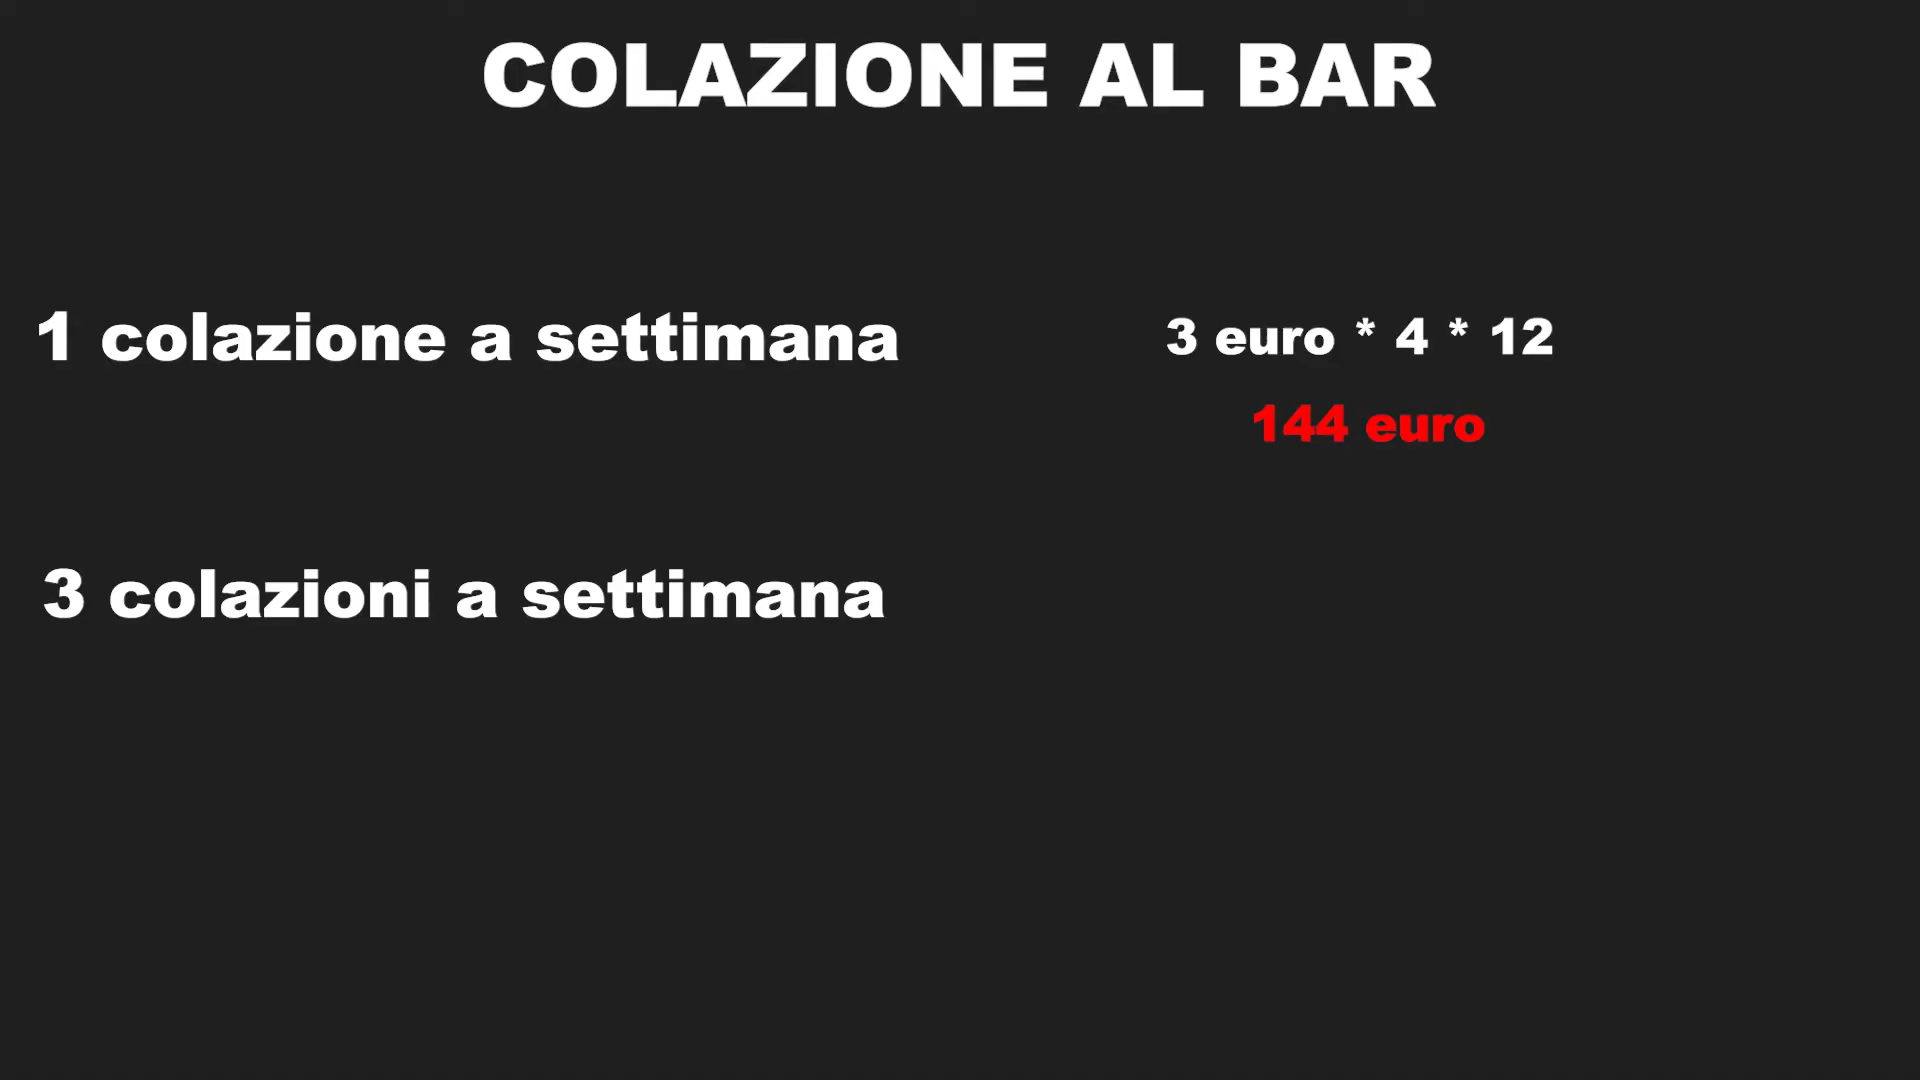 COLAZIONE AL BAR
1 colazione a settimana
3 euro * 4 * 12
144 euro
3 colazioni a settimana